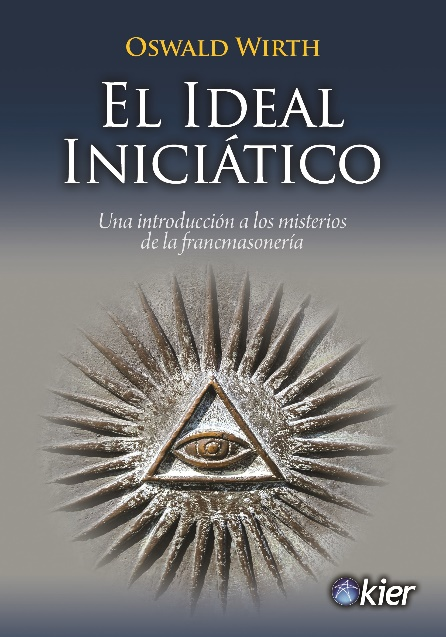 OSWALD WIRTH
EL IDEAL
INICIÁTICO
Una introducción a los misterios
de la francmasonería
kier